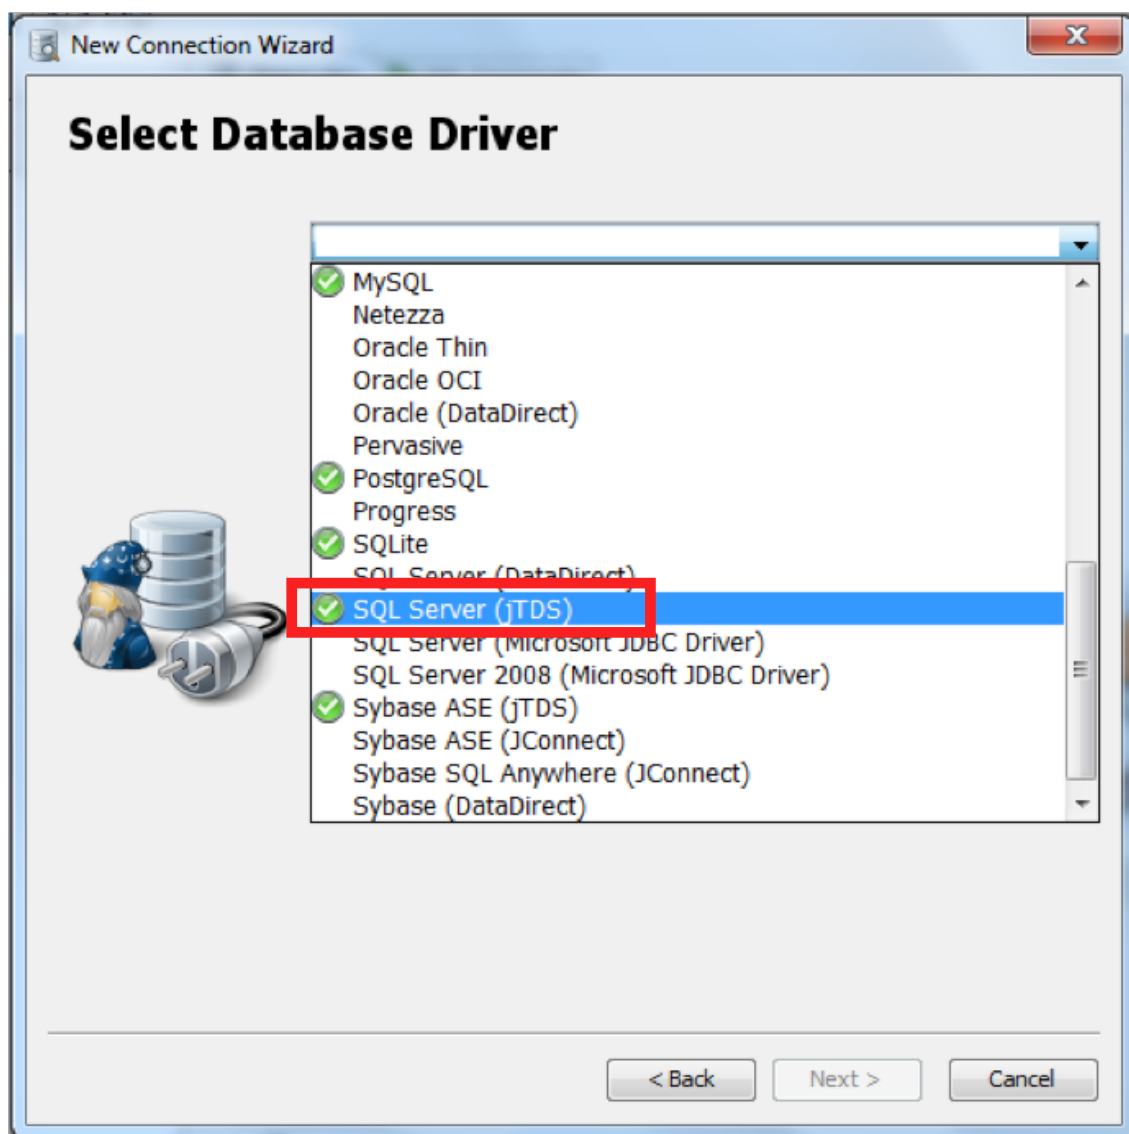 New Connection Wizard
Select Database Driver
MySQL
Netezza
Oracle Thin
Oracle OCI
Oracle (DataDirect)
Pervasive
PostgreSQL
Progress
SQLite
SQL Server (DataDirect)
SQL Server (jTDS)
SQL Server (Microsoft JDBC Driver)
SQL Server 2008 (Microsoft JDBC Driver)
Sybase ASE (jTDS)
Sybase ASE (JConnect)
Sybase SQL Anywhere (JConnect)
Sybase (DataDirect)
< Back Next > Cancel